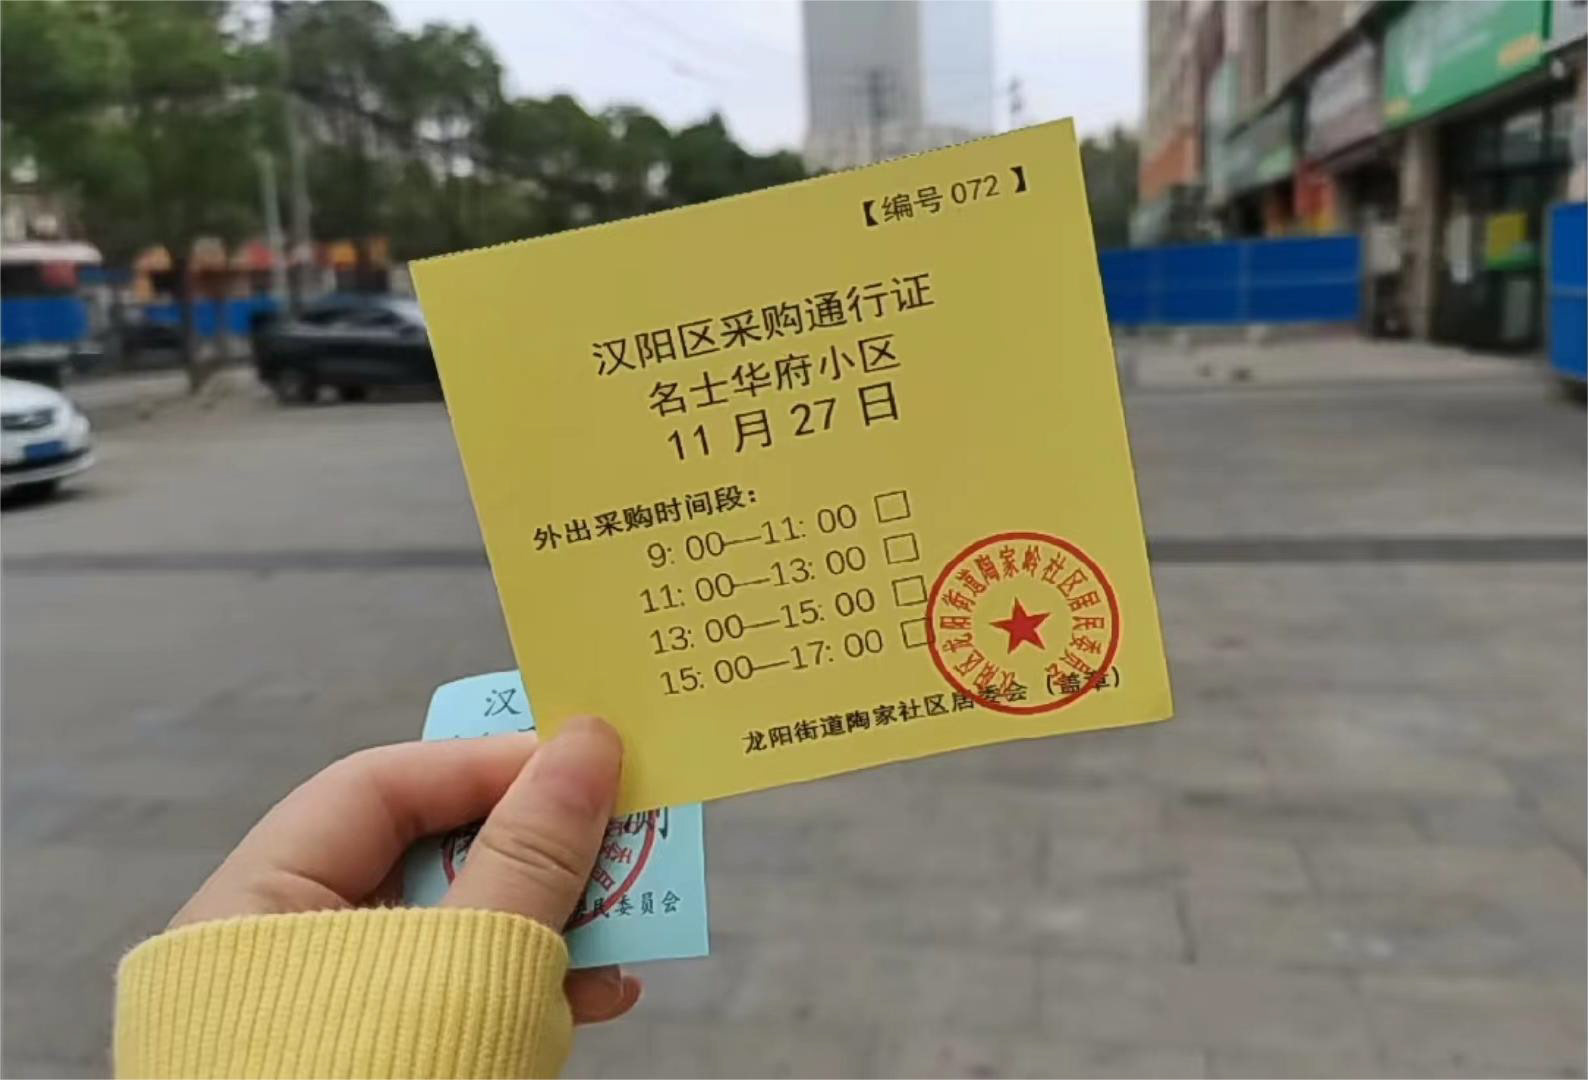 【编号 072 】
汉阳区采购通行证
名士华府小区
11 月 27 日
外出采购时间段:
9: 00—11: 00 □
11: 00—13: 00 □
13: 00—15: 00 □
15: 00—17: 00 □
汉阳区龙阳街道陶家岭社区居民委员会
龙阳街道陶家社区居委会（盖章）
汉
测
居民委员会